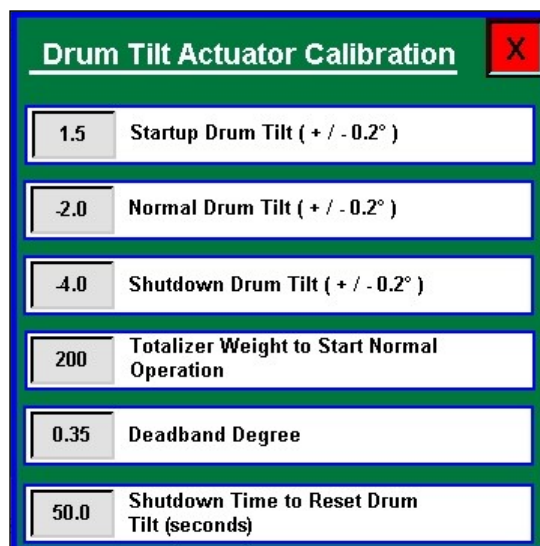 Drum Tilt Actuator Calibration
X
1.5 Startup Drum Tilt ( + / - 0.2° )
-2.0 Normal Drum Tilt ( + / - 0.2° )
-4.0 Shutdown Drum Tilt ( + / - 0.2° )
200 Totalizer Weight to Start Normal
Operation
0.35 Deadband Degree
50.0 Shutdown Time to Reset Drum
Tilt (seconds)